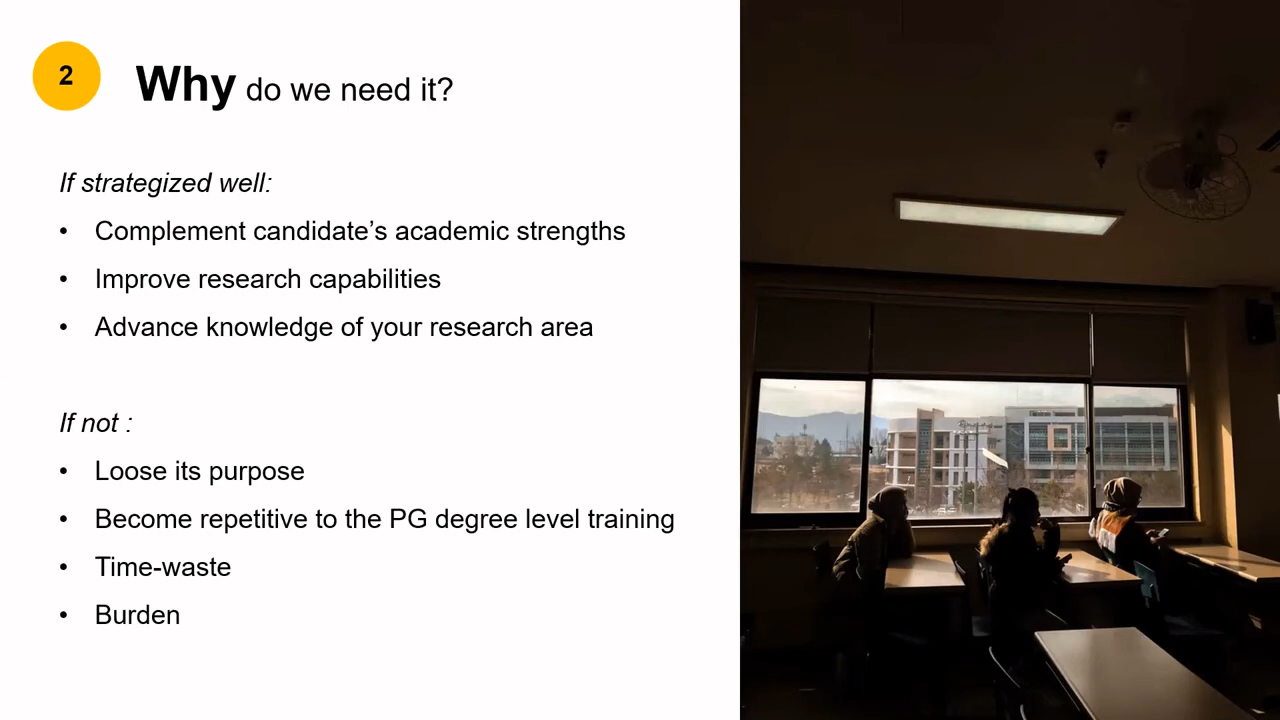 2
Why do we need it?
If strategized well:
• Complement candidate’s academic strengths
• Improve research capabilities
• Advance knowledge of your research area
If not :
• Loose its purpose
• Become repetitive to the PG degree level training
• Time-waste
• Burden